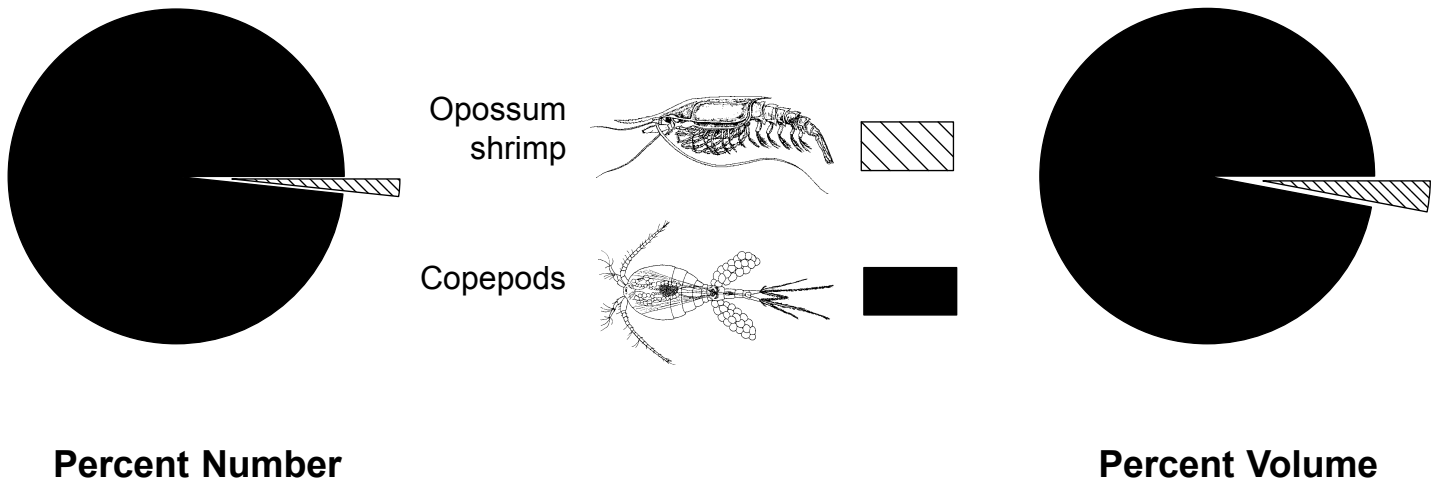 Opossum
shrimp
Copepods
Percent Number
Percent Volume